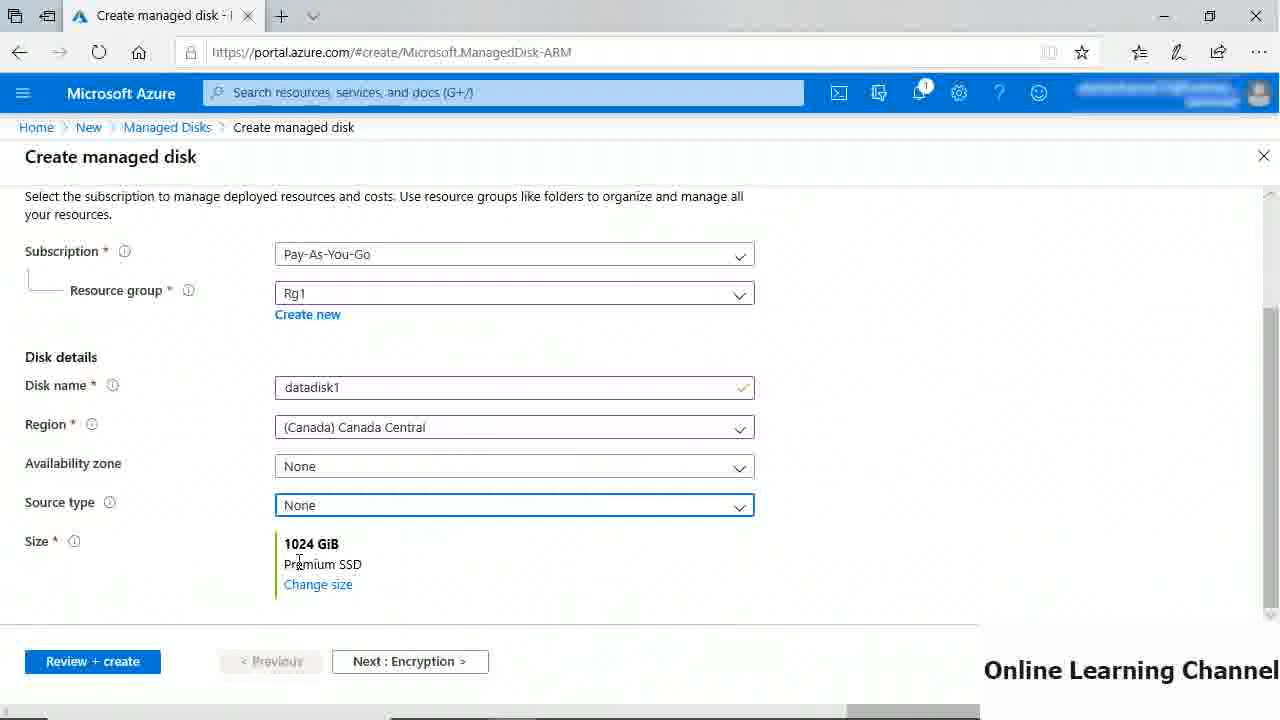 Create managed disk -
https://portal.azure.com/#create/Microsoft.ManagedDisk-ARM
Microsoft Azure
Search resources, services, and docs (G+/)
1
Home > New > Managed Disks > Create managed disk
Create managed disk
Select the subscription to manage deployed resources and costs. Use resource groups like folders to organize and manage all
your resources.
Subscription *
Pay-As-You-Go
Resource group *
Rg1
Create new
Disk details
Disk name *
datadisk1
Region *
(Canada) Canada Central
Availability zone
None
Source type
None
Size
1024 GiB
Premium SSD
Change size
Review + create
< Previous
Next : Encryption >
Online Learning Channel